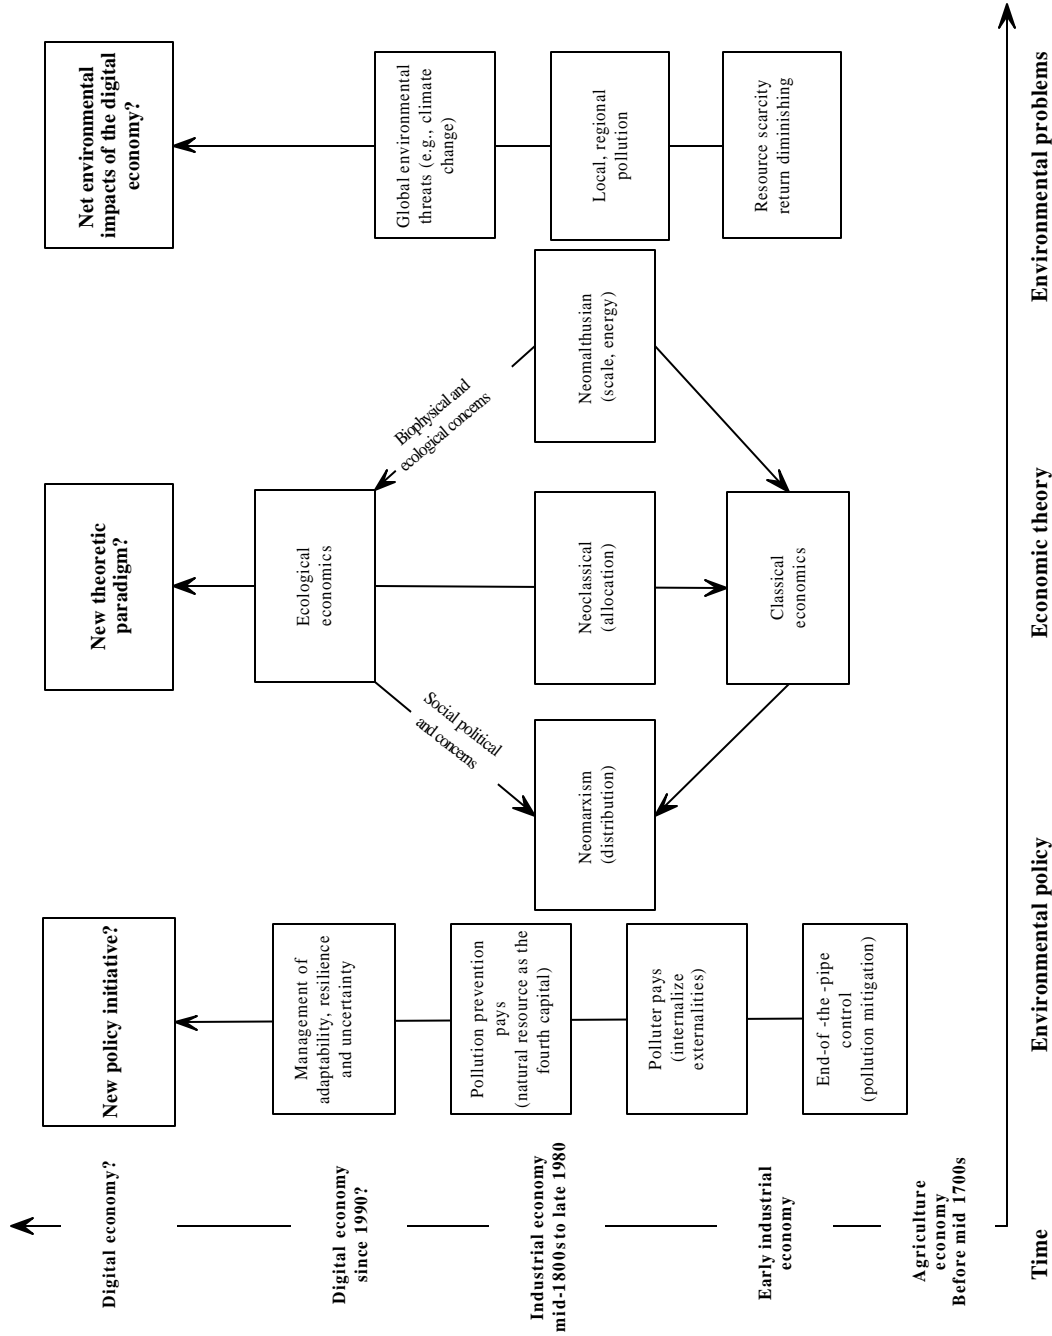 Digital economy?
New policy initiative?
New theoretic
paradigm?
Net environmental
impacts of the digital
economy?
Digital economy
since 1990?
Management of
adaptability, resilience
and uncertainty
Ecological
economics
Social political
and concerns
Biophysical and
ecological concerns
Global environmental
threats (e.g., climate
change)
Industrial economy
mid-1800s to late 1980
Pollution prevention
pays
(natural resource as the
fourth capital)
Neomarxism
(distribution)
Neoclassical
(allocation)
Neomalthusian
(scale, energy)
Local, regional
pollution
Early industrial
economy
Polluter pays
(internalize
externalities)
Classical
economics
Resource scarcity
return diminishing
Agriculture
economy
Before mid 1700s
End-of -the -pipe
control
(pollution mitigation)
Time
Environmental policy
Economic theory
Environmental problems